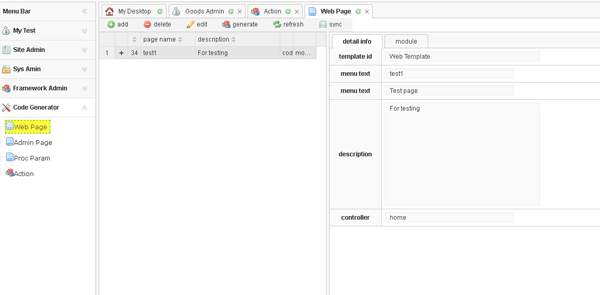 Menu Bar
My Test
Site Admin
Sys Amin
Framework Admin
Code Generator
Web Page
Admin Page
Proc Param
Action
My Desktop Goods Admin Action Web Page
add delete edit generate refresh sync
page name description
1 34 test1 For testing cod mo...
detail info module
template id Web Template
menu text test1
menu text Test page
description For testing
controller home